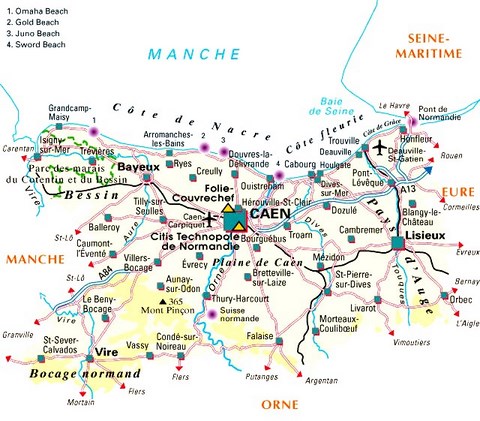 1. Omaha Beach
2. Gold Beach
3. Juno Beach
4. Sword Beach
MANCHE
SEINE-
MARITIME
Baie
de Seine
Le Havre
Pont de
Normandie
Grandcamp-
Maisy
1
Côte de Nacre
Côte fleurie
Côte de Grâce
Trouville
Deauville
Honfleur
Isigny-
sur-Mer
Trévières
Arromanches-
les-Bains
2
3
4
Deauville-
St-Gatien
Rouen
Carentan
Parc des marais
du Cotentin et du Bessin
Bayeux
Ryes
Creully
Douvres-la-
Délivrande
Ouistreham
Cabourg
Houlgate
Pont-
Lévêque
A13
Vire
Bessin
Folie-
Couvrechef
Hérouville-St-Clair
Dives-
sur-Mer
EURE
Tilly-sur-
Seulles
Caen
Carpiquet
CAEN
Dozulé
Blangy-le-
Château
Cormeilles
Balleroy
St-Lô
Aure
Citis Technopole
de Normandie
Bourguébus
Troarn
Dives
Cambremer
Pays d'Auge
Lisieux
Caumont-
l'Éventé
Villers-
Bocage
Évrecy
Plaine de Caen
Mézidon
Evreux
MANCHE
St-Lô
A84
Aunay-
sur-Odon
Orne
Bretteville-
sur-Laize
St-Pierre-
sur-Dives
Touques
Bernay
Le Beny-
Bocage
365
Mont Pinçon
Thury-Harcourt
Livarot
Orbec
Vire
Suisse
normande
Morteaux-
Coulibœuf
L'Aigle
Granville
St-Sever-
Calvados
Vire
Vassy
Condé-sur-
Noireau
Falaise
Vimoutiers
Bocage normand
Flers
Flers
Putanges
Argentan
Mortain
ORNE